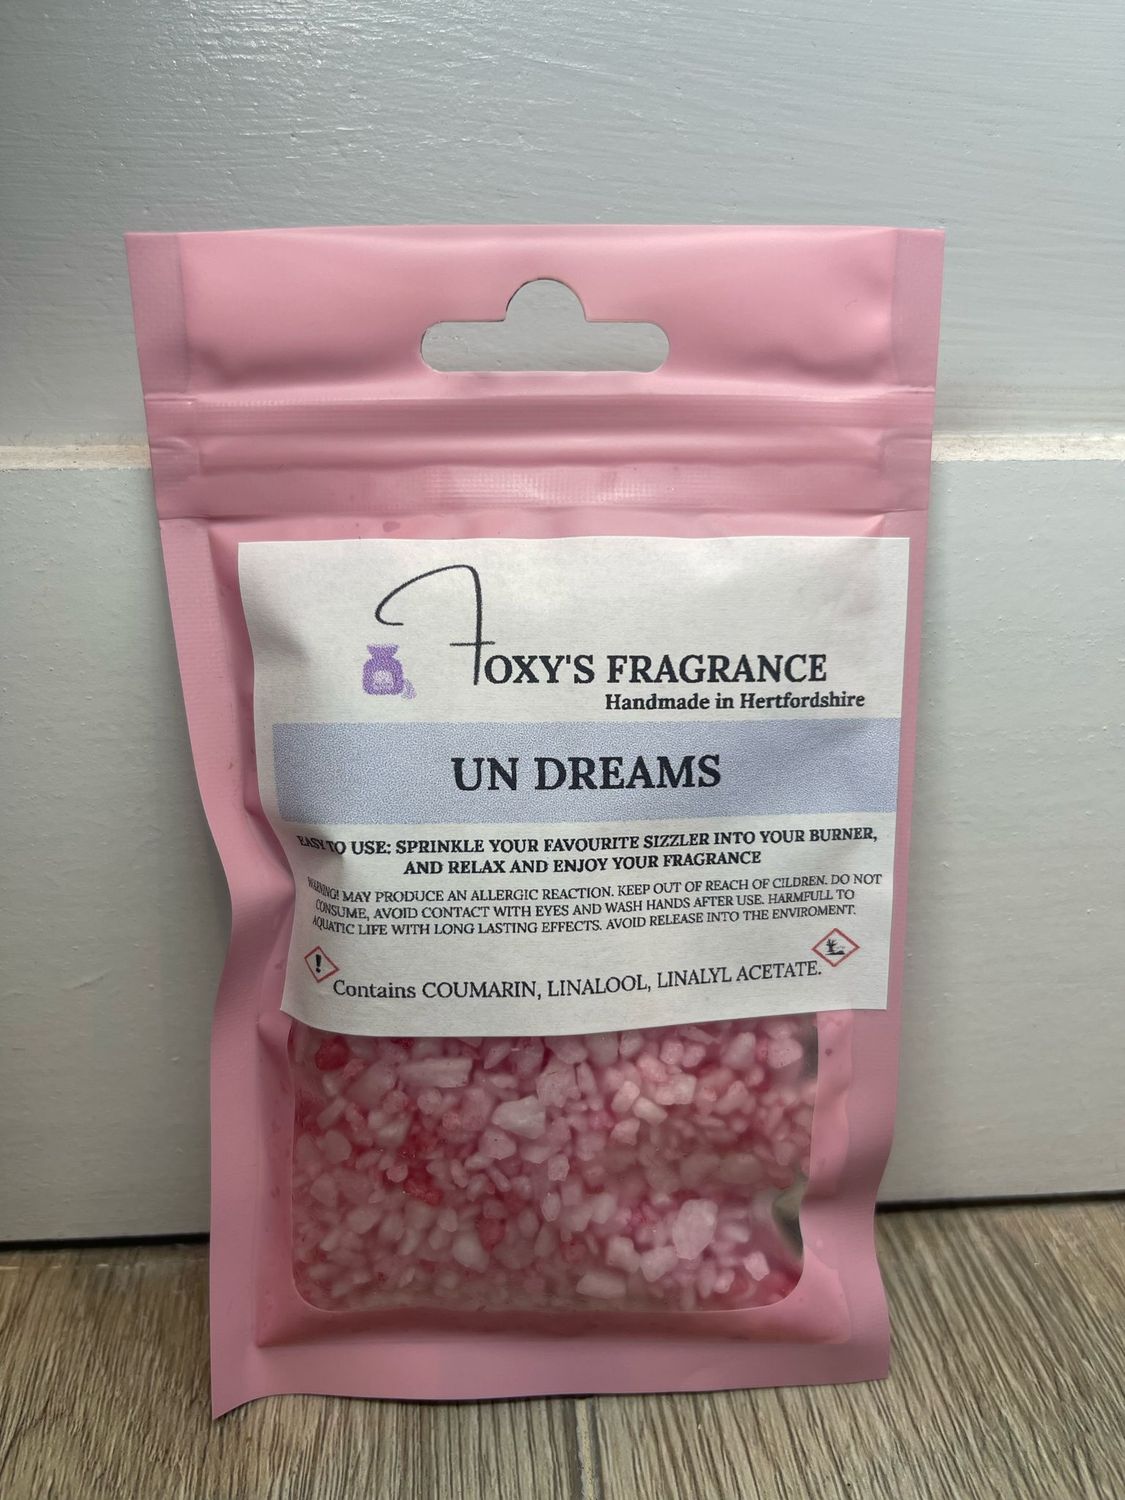 FOXY'S FRAGRANCE
Handmade in Hertfordshire
UN DREAMS
EASY TO USE: SPRINKLE YOUR FAVOURITE SIZZLER INTO YOUR BURNER,
AND RELAX AND ENJOY YOUR FRAGRANCE
WARNING! MAY PRODUCE AN ALLERGIC REACTION. KEEP OUT OF REACH OF CILDREN. DO NOT
CONSUME, AVOID CONTACT WITH EYES AND WASH HANDS AFTER USE. HARMFULL TO
AQUATIC LIFE WITH LONG LASTING EFFECTS. AVOID RELEASE INTO THE ENVIROMENT.
Contains COUMARIN, LINALOOL, LINALYL ACETATE.